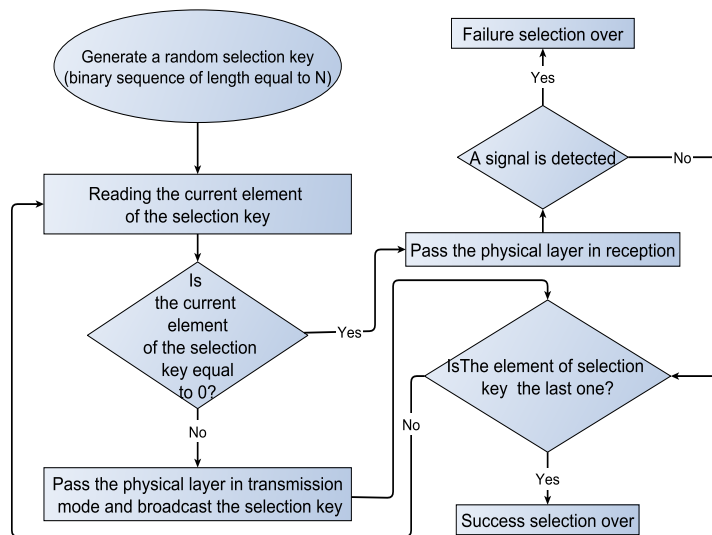 Generate a random selection key
(binary sequence of length equal to N)
Reading the current element
of the selection key
Is
the current
element
of the selection
key equal
to 0?
Yes
No
Pass the physical layer in transmission
mode and broadcast the selection key
Failure selection over
Yes
A signal is detected
No
Pass the physical layer in reception
IsThe element of selection
key the last one?
No
Yes
Success selection over